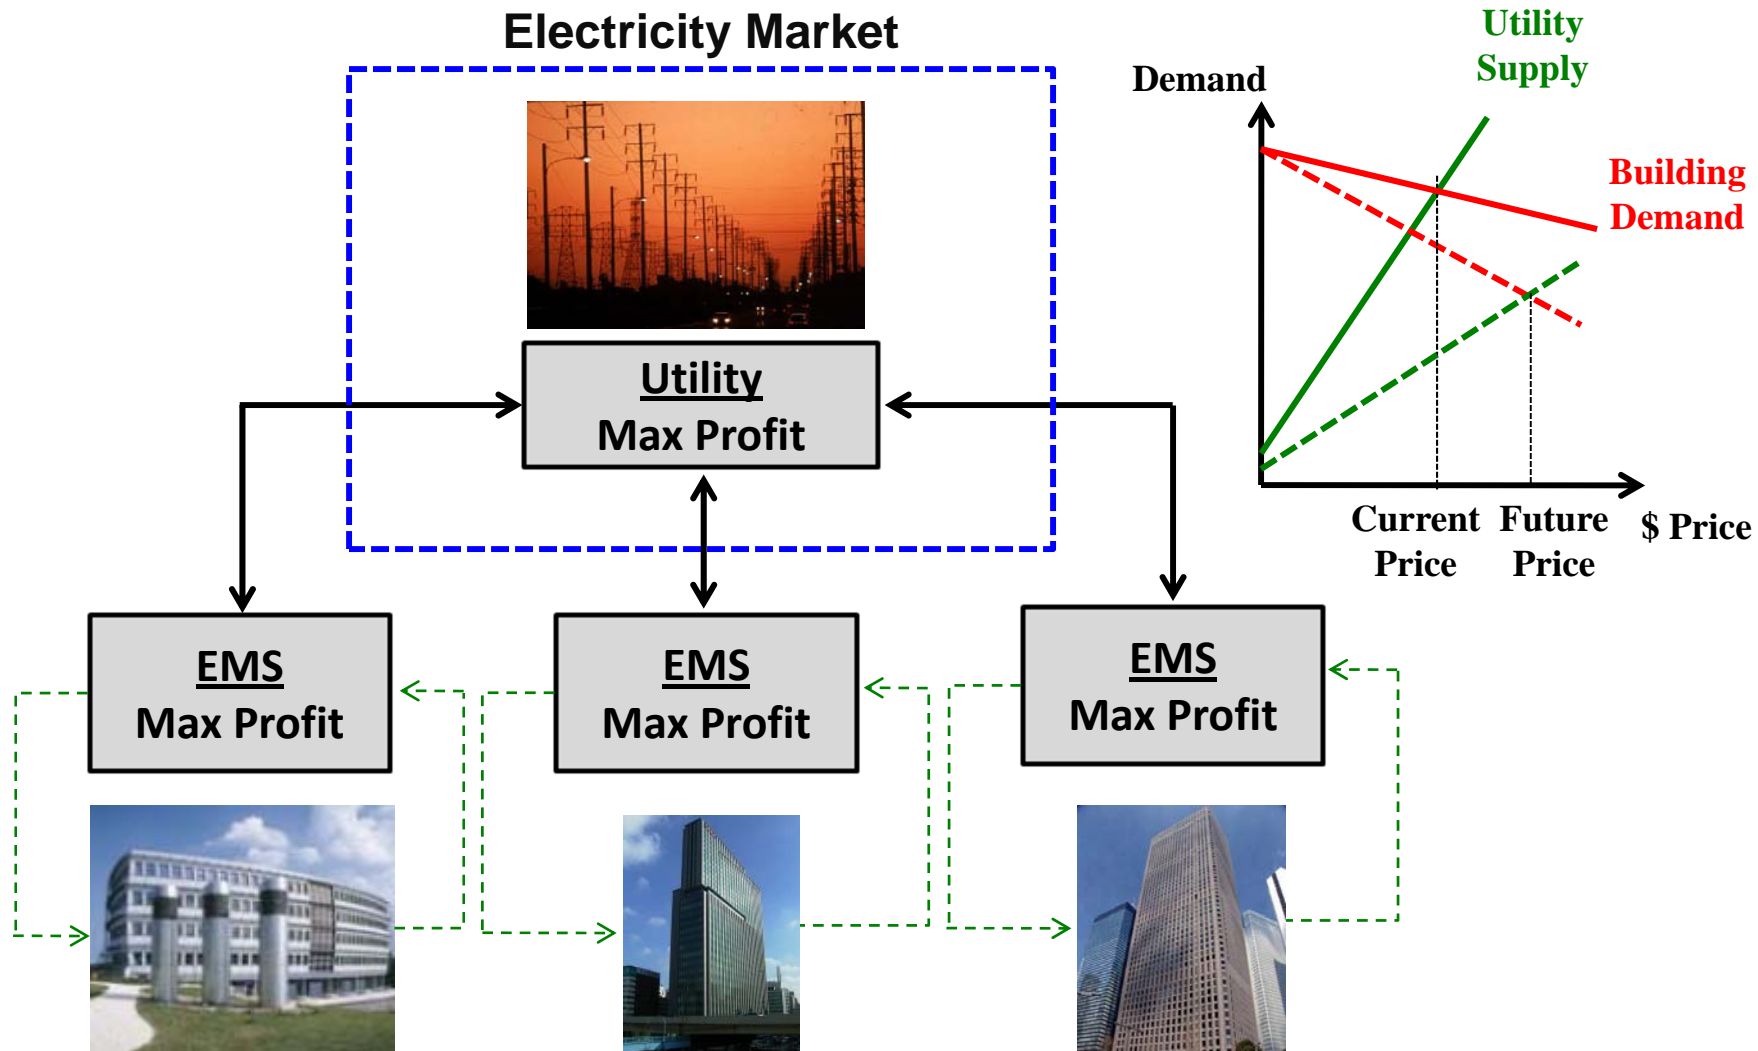 Electricity Market
Utility
Supply
Demand
Building
Demand
Utility
Max Profit
Current
Price
Future
Price
$ Price
EMS
Max Profit
EMS
Max Profit
EMS
Max Profit